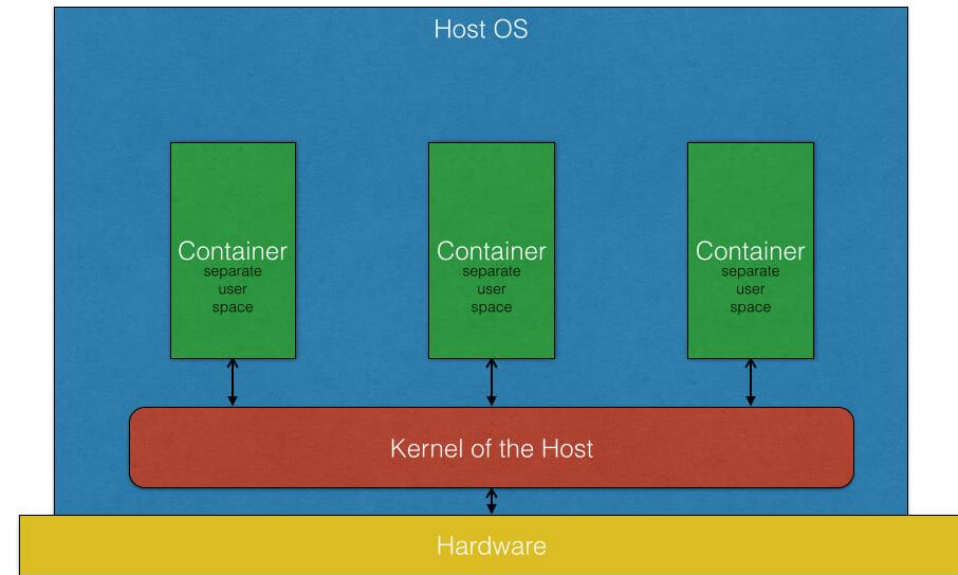 Host OS
Container
separate
user
space
Container
separate
user
space
Container
separate
user
space
Kernel of the Host
Hardware